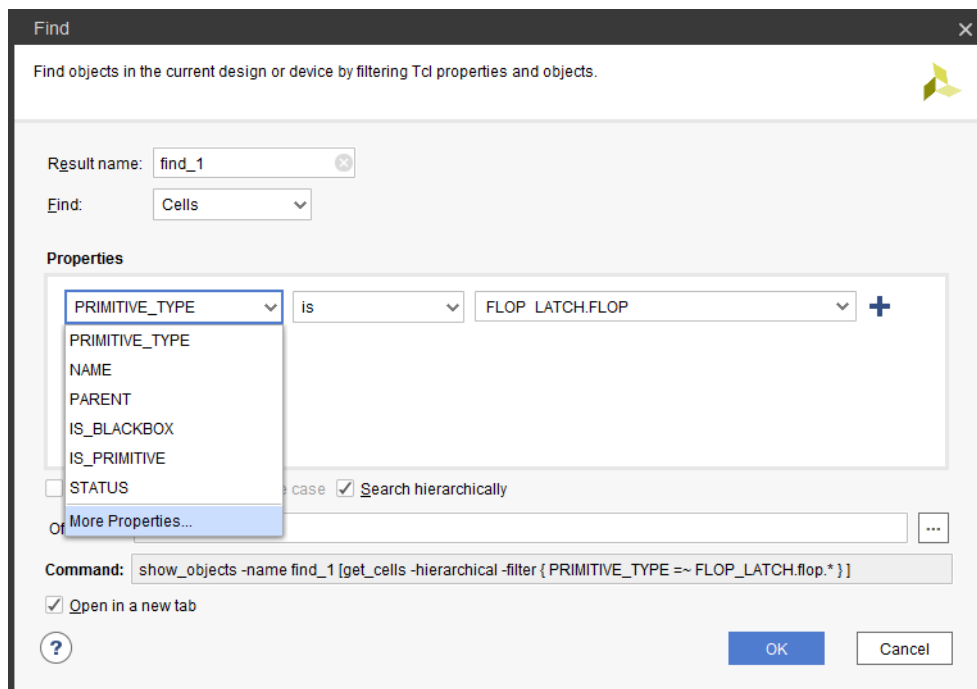 Find
Find objects in the current design or device by filtering Tcl properties and objects.
Result name: find_1
Find: Cells
Properties
PRIMITIVE_TYPE is FLOP_LATCH.FLOP
PRIMITIVE_TYPE
NAME
PARENT
IS_BLACKBOX
IS_PRIMITIVE
STATUS
case Search hierarchically
More Properties...
Of
...
Command: show_objects -name find_1 [get_cells -hierarchical -filter { PRIMITIVE_TYPE =~ FLOP_LATCH.flop.* } ]
Open in a new tab
?
OK Cancel